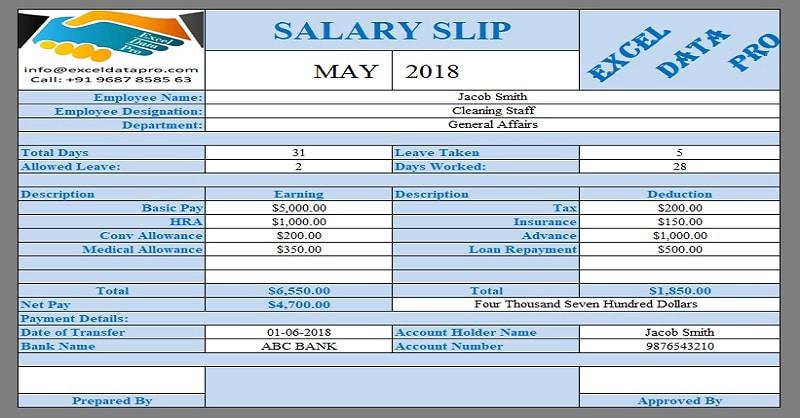 Excel
Data
Pro
info@exceldatapro.com
Call: +91 9687 8585 63
SALARY SLIP
MAY 2018
EXCEL DATA PRO
Employee Name: Jacob Smith
Employee Designation: Cleaning Staff
Department: General Affairs
Total Days 31 Leave Taken 5
Allowed Leave: 2 Days Worked: 28
Description Earning Description Deduction
Basic Pay $5,000.00 Tax $200.00
HRA $1,000.00 Insurance $150.00
Conv Allowance $200.00 Advance $1,000.00
Medical Allowance $350.00 Loan Repayment $500.00
Total $6,550.00 Total $1,850.00
Net Pay $4,700.00 Four Thousand Seven Hundred Dollars
Payment Details:
Date of Transfer 01-06-2018 Account Holder Name Jacob Smith
Bank Name ABC BANK Account Number 9876543210
Prepared By Approved By